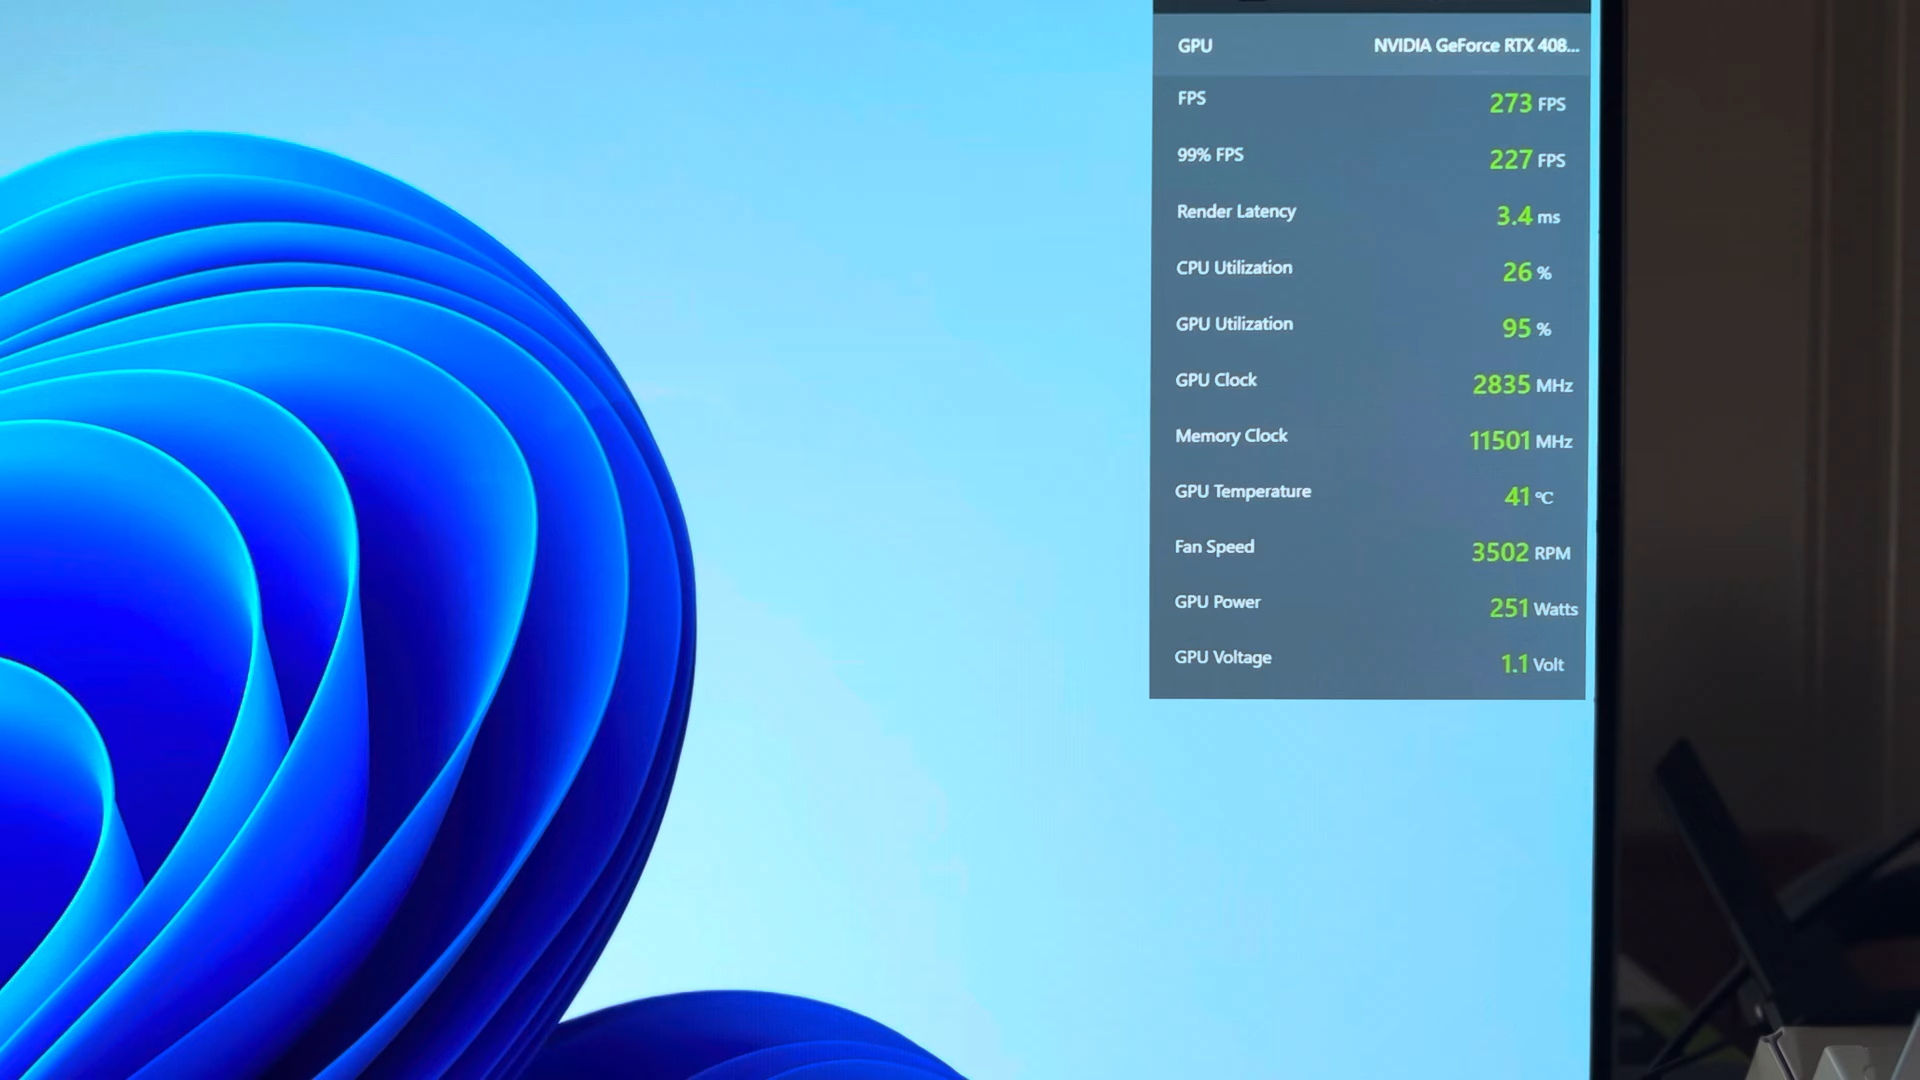 GPU NVIDIA GeForce RTX 408...
FPS 273 FPS
99% FPS 227 FPS
Render Latency 3.4 ms
CPU Utilization 26 %
GPU Utilization 95 %
GPU Clock 2835 MHz
Memory Clock 11501 MHz
GPU Temperature 41 °C
Fan Speed 3502 RPM
GPU Power 251 Watts
GPU Voltage 1.1 Volt